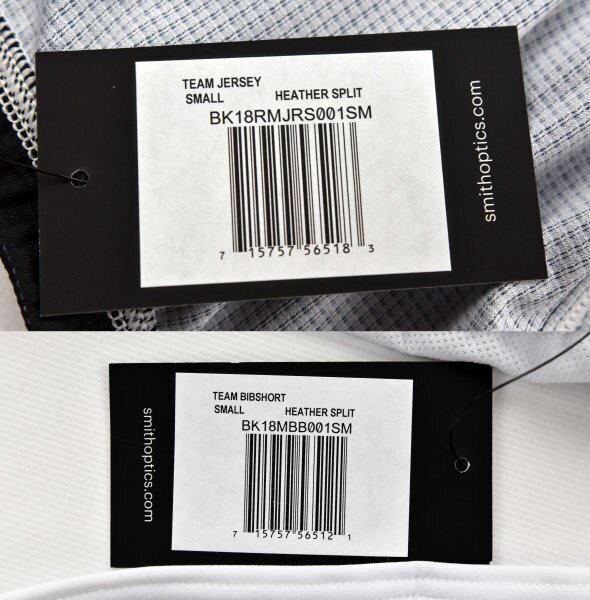 TEAM JERSEY
SMALL HEATHER SPLIT
BK18RMJRS001SM
7 15757 56518 3
smithoptics.com
TEAM BIBSHORT
SMALL HEATHER SPLIT
BK18MBB001SM
7 15757 56512 1
smithoptics.com